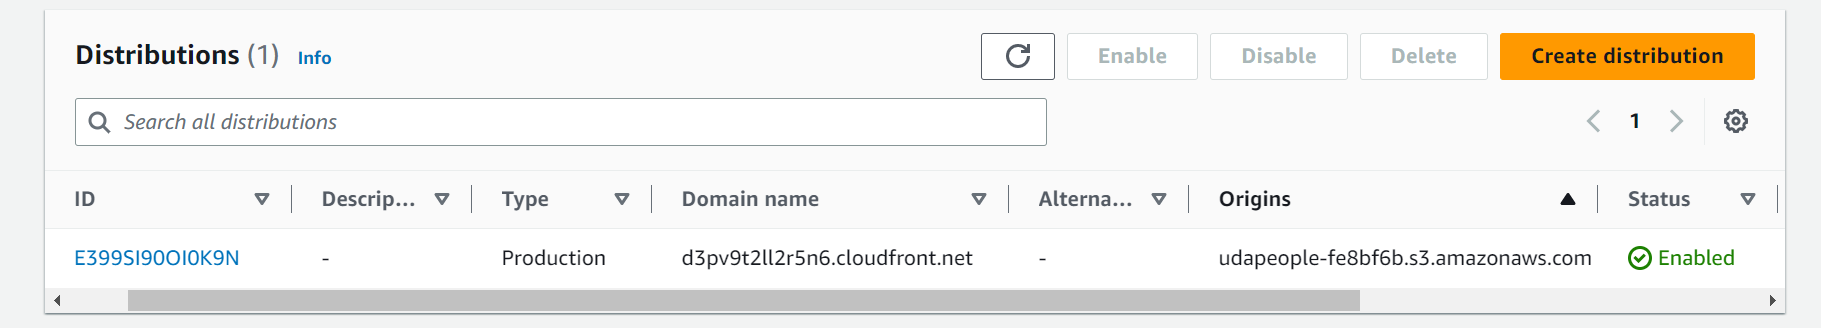 Distributions (1) Info
Enable Disable Delete Create distribution
Search all distributions
1
ID Descrip... Type Domain name Alterna... Origins Status
E399SI90OI0K9N - Production d3pv9t2ll2r5n6.cloudfront.net - udapeople-fe8bf6b.s3.amazonaws.com Enabled